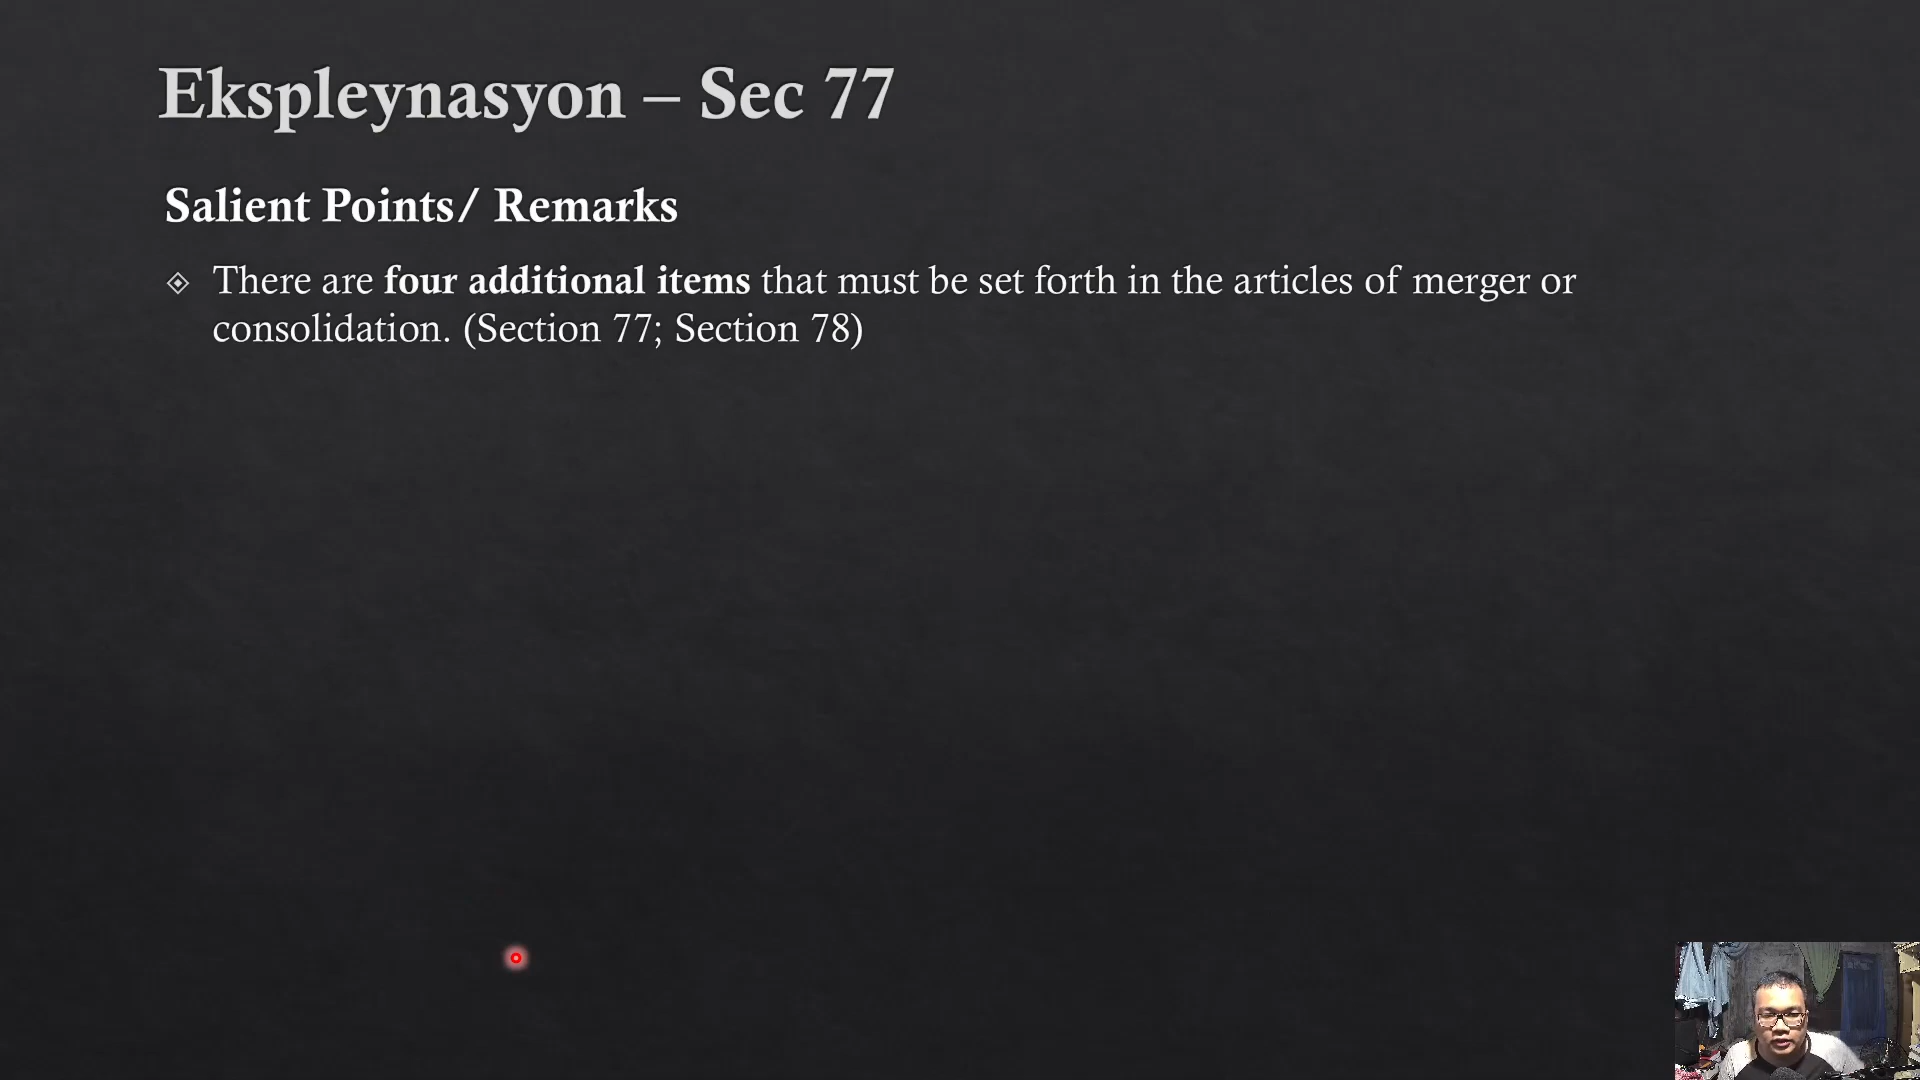 Ekspleynasyon – Sec 77
Salient Points/ Remarks
There are four additional items that must be set forth in the articles of merger or
consolidation. (Section 77; Section 78)